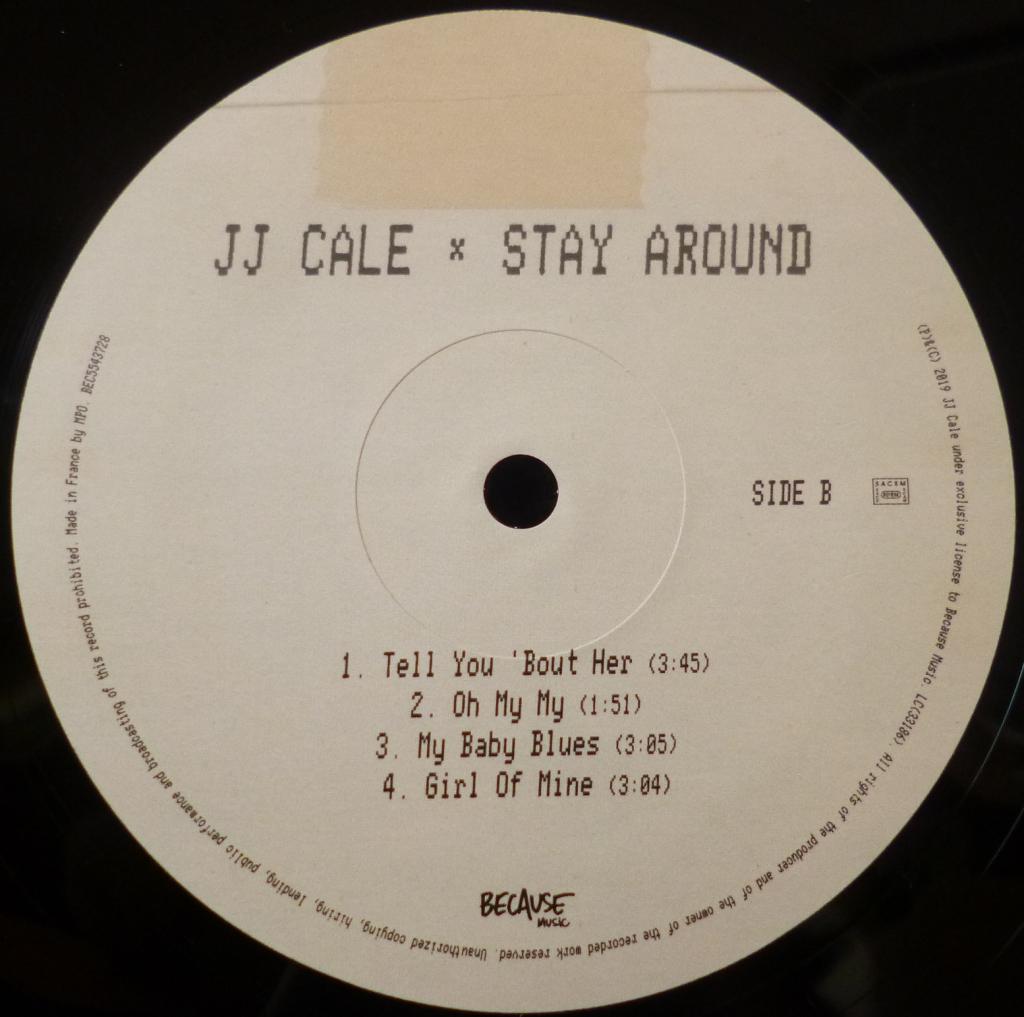 JJ CALE × STAY AROUND
SIDE B
SACEM
1. Tell You 'Bout Her (3:45)
2. Oh My My (1:51)
3. My Baby Blues (3:05)
4. Girl Of Mine (3:04)
BECAUSE
MUSIC
(P)&(C) 2019 JJ Cale under exclusive license to Because Music. LC(33186). All rights of the producer and of the owner of the recorded work reserved. Unauthorized copying, hiring, lending, public performance and broadcasting of this record prohibited. Made in France by MPO. BEC5543728